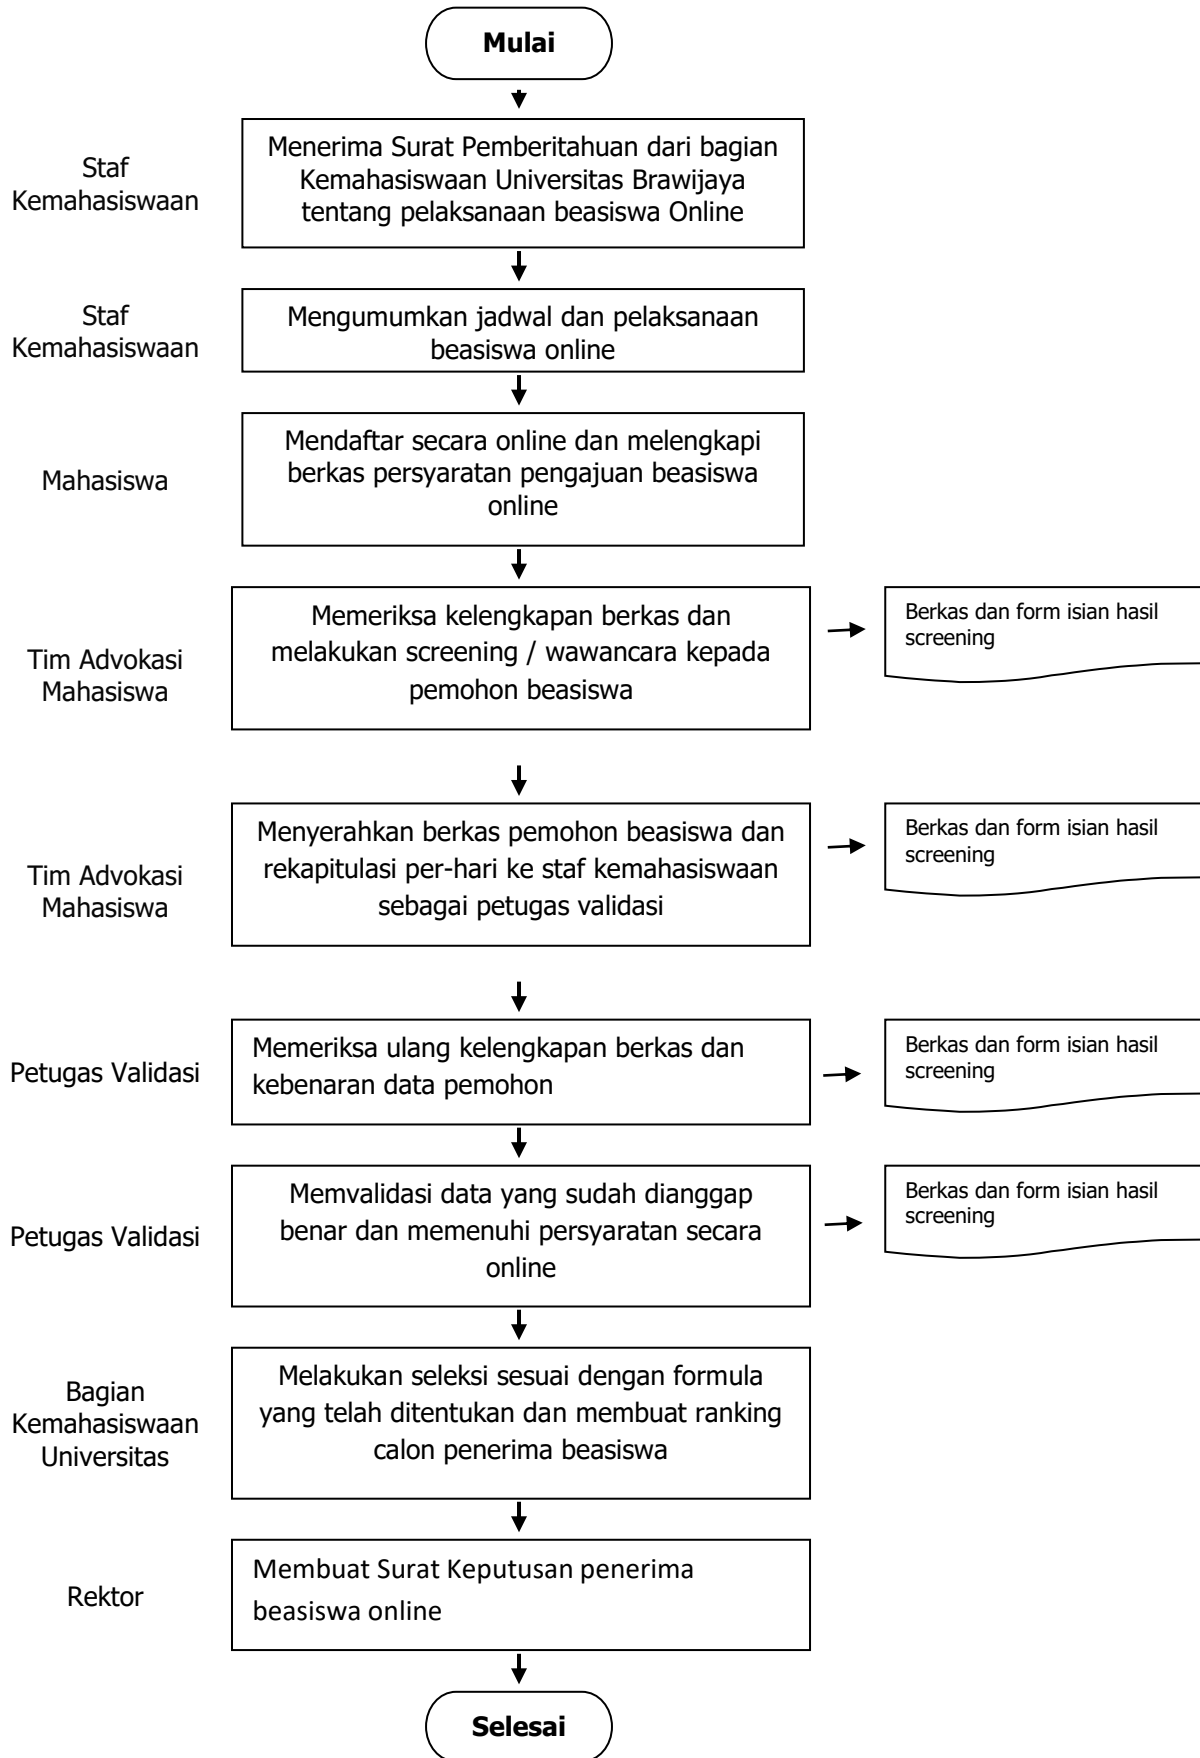 Mulai
Staf
Kemahasiswaan
Menerima Surat Pemberitahuan dari bagian
Kemahasiswaan Universitas Brawijaya
tentang pelaksanaan beasiswa Online
Staf
Kemahasiswaan
Mengumumkan jadwal dan pelaksanaan
beasiswa online
Mahasiswa
Mendaftar secara online dan melengkapi
berkas persyaratan pengajuan beasiswa
online
Tim Advokasi
Mahasiswa
Memeriksa kelengkapan berkas dan
melakukan screening / wawancara kepada
pemohon beasiswa
Berkas dan form isian hasil
screening
Tim Advokasi
Mahasiswa
Menyerahkan berkas pemohon beasiswa dan
rekapitulasi per-hari ke staf kemahasiswaan
sebagai petugas validasi
Berkas dan form isian hasil
screening
Petugas Validasi
Memeriksa ulang kelengkapan berkas dan
kebenaran data pemohon
Berkas dan form isian hasil
screening
Petugas Validasi
Memvalidasi data yang sudah dianggap
benar dan memenuhi persyaratan secara
online
Berkas dan form isian hasil
screening
Bagian
Kemahasiswaan
Universitas
Melakukan seleksi sesuai dengan formula
yang telah ditentukan dan membuat ranking
calon penerima beasiswa
Rektor
Membuat Surat Keputusan penerima
beasiswa online
Selesai